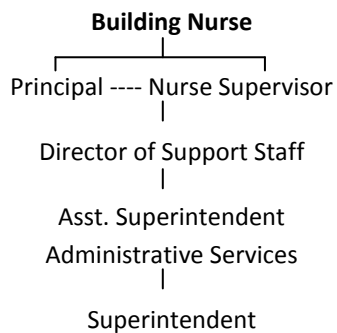 Building Nurse
Principal ---- Nurse Supervisor
Director of Support Staff
Asst. Superintendent
Administrative Services
Superintendent